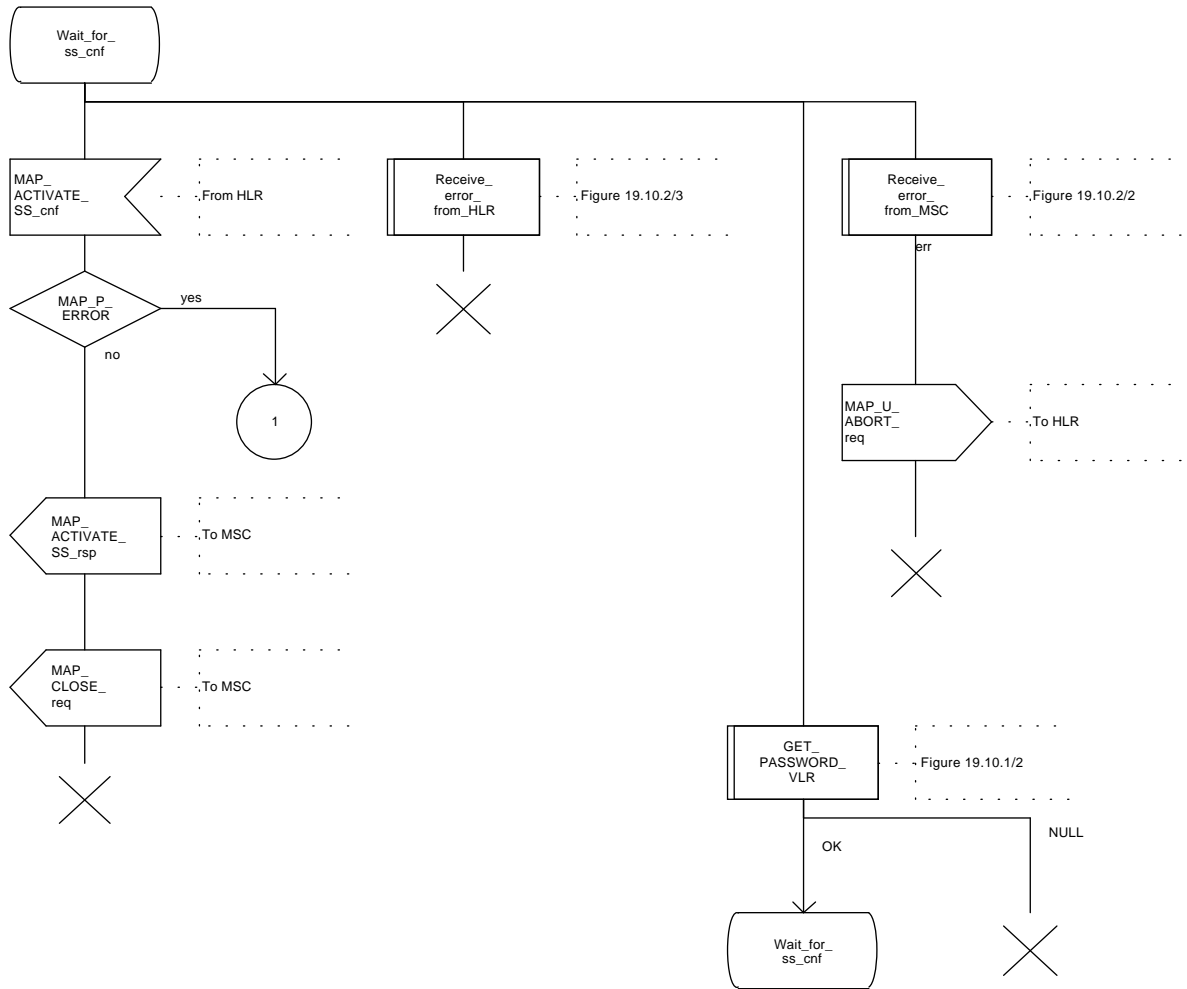 Wait_for_
ss_cnf
MAP_
ACTIVATE_
SS_cnf
From HLR
Receive_
error_
from_HLR
Figure 19.10.2/3
Receive_
error_
from_MSC
Figure 19.10.2/2
err
MAP_P_
ERROR
yes
no
1
MAP_U_
ABORT_
req
To HLR
MAP_
ACTIVATE_
SS_rsp
To MSC
MAP_
CLOSE_
req
To MSC
GET_
PASSWORD_
VLR
Figure 19.10.1/2
OK
NULL
Wait_for_
ss_cnf